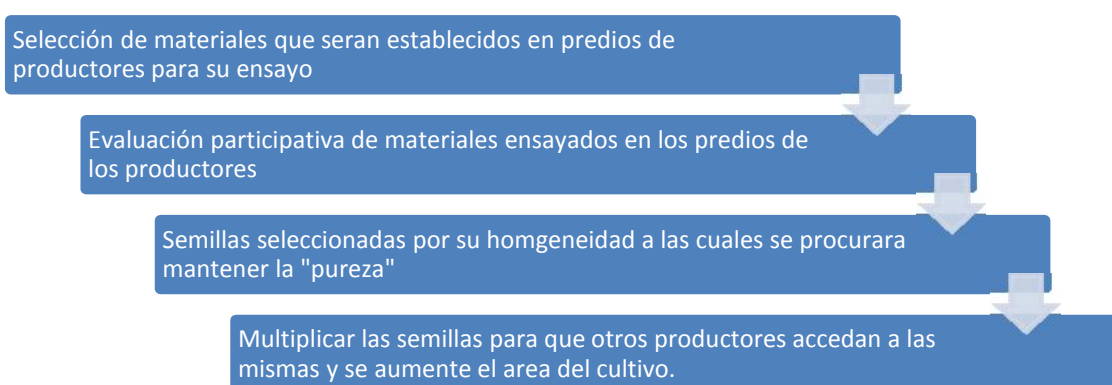 Selección de materiales que seran establecidos en predios de
productores para su ensayo
Evaluación participativa de materiales ensayados en los predios de
los productores
Semillas seleccionadas por su homgeneidad a las cuales se procurara
mantener la "pureza"
Multiplicar las semillas para que otros productores accedan a las
mismas y se aumente el area del cultivo.